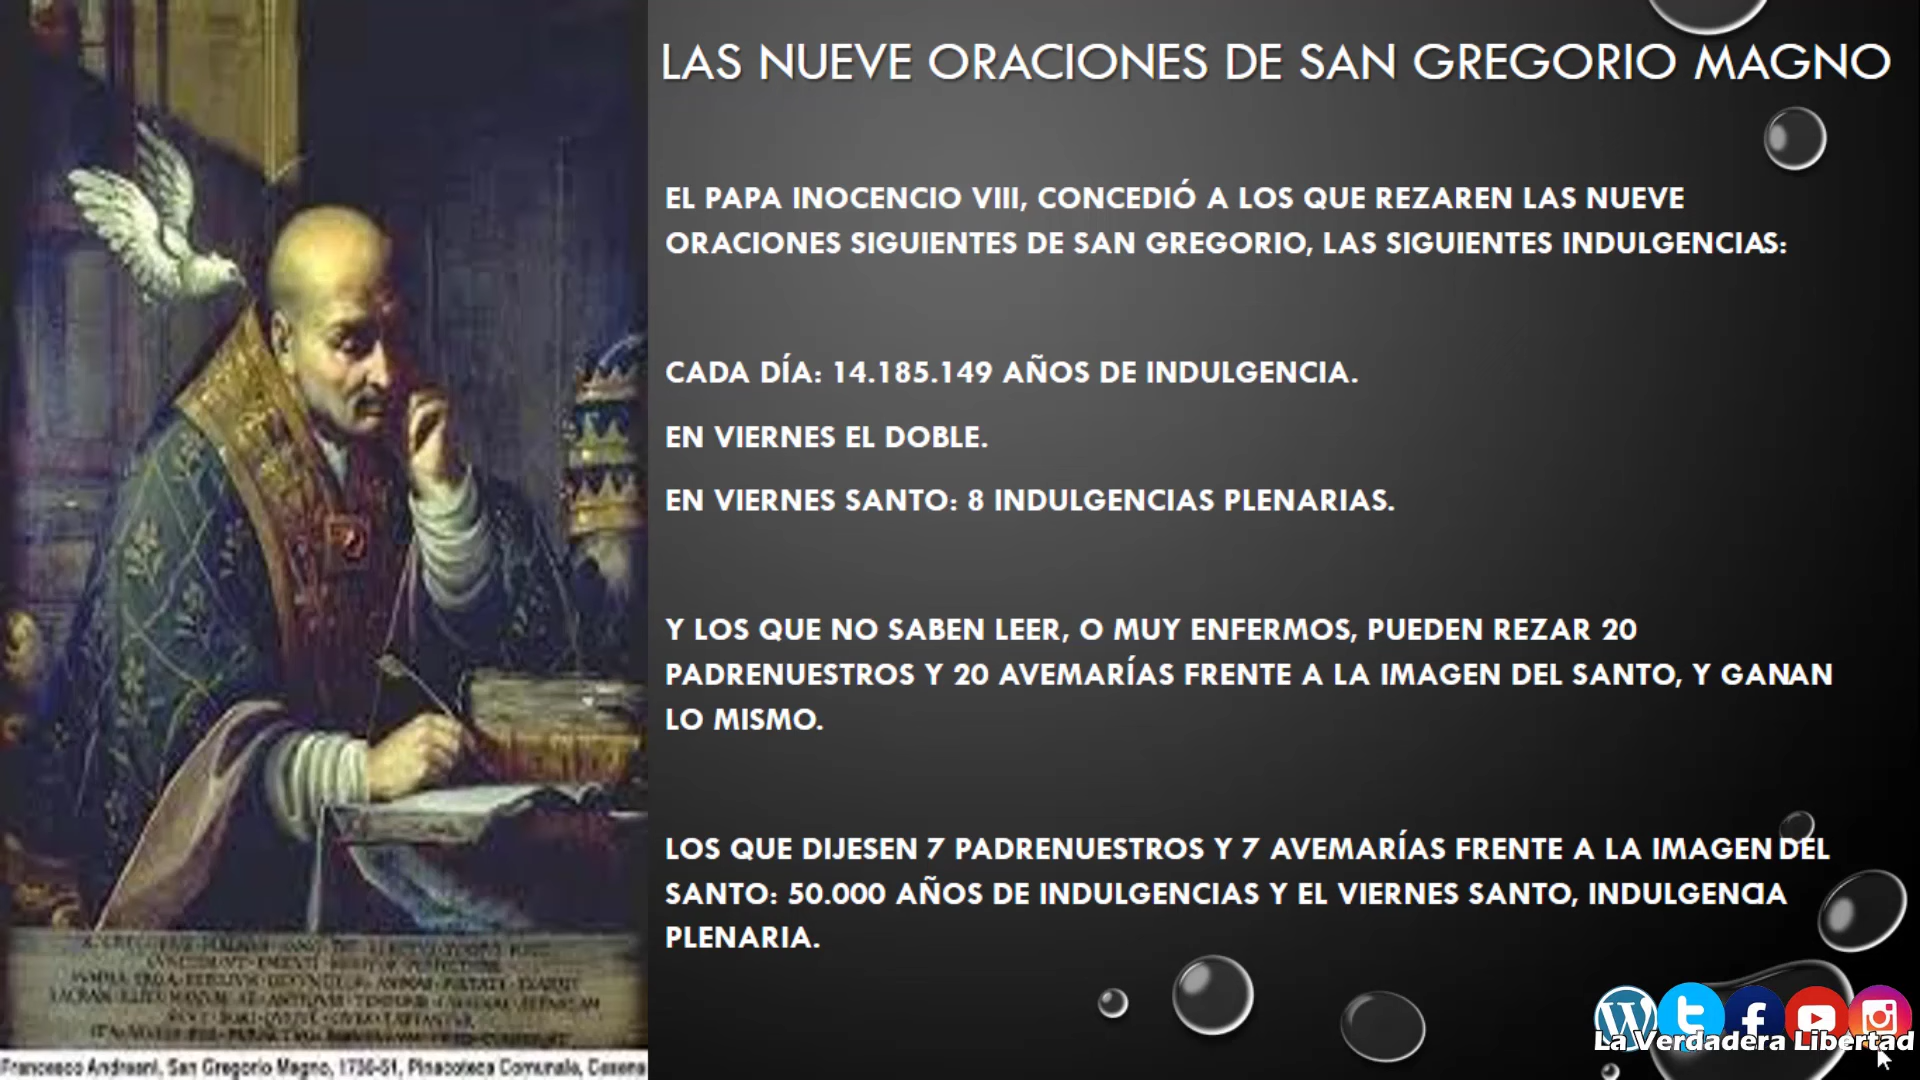 LAS NUEVE ORACIONES DE SAN GREGORIO MAGNO
EL PAPA INOCENCIO VIII, CONCEDIÓ A LOS QUE REZAREN LAS NUEVE
ORACIONES SIGUIENTES DE SAN GREGORIO, LAS SIGUIENTES INDULGENCIAS:
CADA DÍA: 14.185.149 AÑOS DE INDULGENCIA.
EN VIERNES EL DOBLE.
EN VIERNES SANTO: 8 INDULGENCIAS PLENARIAS.
Y LOS QUE NO SABEN LEER, O MUY ENFERMOS, PUEDEN REZAR 20
PADRENUESTROS Y 20 AVEMARÍAS FRENTE A LA IMAGEN DEL SANTO, Y GANAN
LO MISMO.
LOS QUE DIJESEN 7 PADRENUESTROS Y 7 AVEMARÍAS FRENTE A LA IMAGEN DEL
SANTO: 50.000 AÑOS DE INDULGENCIAS Y EL VIERNES SANTO, INDULGENCIA
PLENARIA.
La Verdadera Libertad
Francesco Andreani, San Gregorio Magno, 1736-51, Pinacoteca Comunale, Cesena